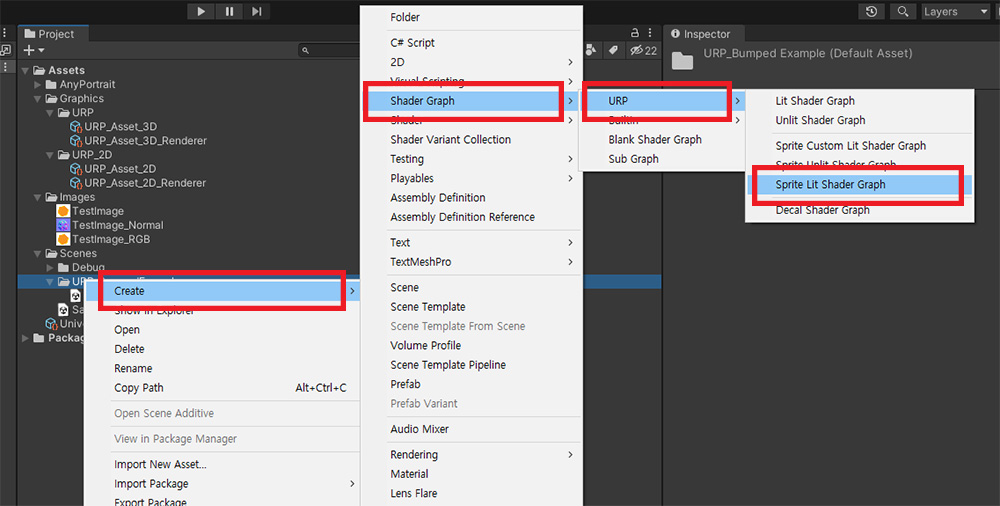 Layers
Project
Inspector
22
URP_Bumped Example (Default Asset)
Assets
AnyPortrait
Graphics
URP
URP_Asset_3D
URP_Asset_3D_Renderer
URP_2D
URP_Asset_2D
URP_Asset_2D_Renderer
Images
TestImage
TestImage_Normal
TestImage_RGB
Scenes
Debug
Create
Show in Explorer
Open
Delete
Rename
Copy Path Alt+Ctrl+C
Open Scene Additive
View in Package Manager
Import New Asset...
Import Package
Export Package
Folder
C# Script
2D
Visual Scripting
Shader Graph
Shader
Shader Variant Collection
Testing
Playables
Assembly Definition
Assembly Definition Reference
Text
TextMeshPro
Scene
Scene Template
Scene Template From Scene
Volume Profile
Scene Template Pipeline
Prefab
Prefab Variant
Audio Mixer
Rendering
Material
Lens Flare
URP
BuiltIn
Blank Shader Graph
Sub Graph
Lit Shader Graph
Unlit Shader Graph
Sprite Custom Lit Shader Graph
Sprite Unlit Shader Graph
Sprite Lit Shader Graph
Decal Shader Graph